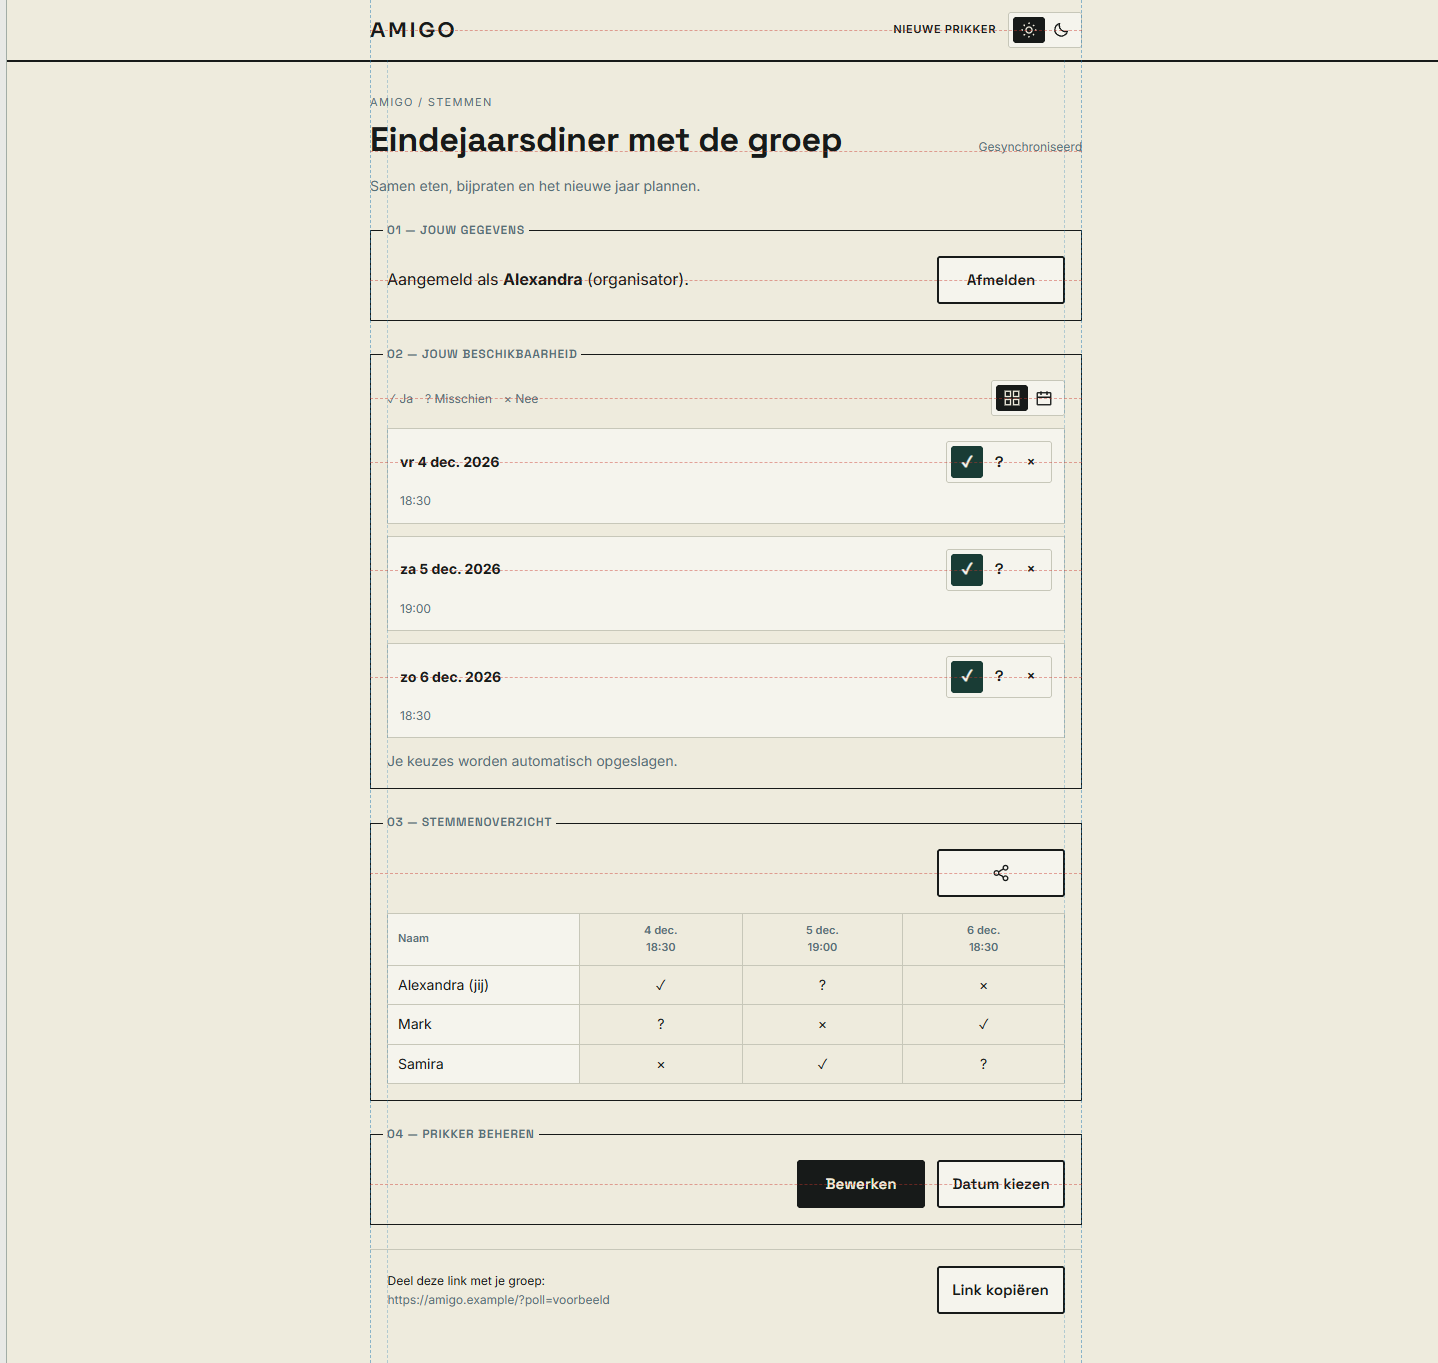 AMIGO
NIEUWE PRIKKER
AMIGO / STEMMEN
Eindejaarsdiner met de groep
Gesynchroniseerd
Samen eten, bijpraten en het nieuwe jaar plannen.
01 — JOUW GEGEVENS
Aangemeld als Alexandra (organisator).
Afmelden
02 — JOUW BESCHIKBAARHEID
✓ Ja ? Misschien × Nee
vr 4 dec. 2026
✓ ? ×
18:30
za 5 dec. 2026
✓ ? ×
19:00
zo 6 dec. 2026
✓ ? ×
18:30
Je keuzes worden automatisch opgeslagen.
03 — STEMMENOVERZICHT
Naam
4 dec.
18:30
5 dec.
19:00
6 dec.
18:30
Alexandra (jij) ✓ ? ×
Mark ? × ✓
Samira × ✓ ?
04 — PRIKKER BEHEREN
Bewerken
Datum kiezen
Deel deze link met je groep:
https://amigo.example/?poll=voorbeeld
Link kopiëren